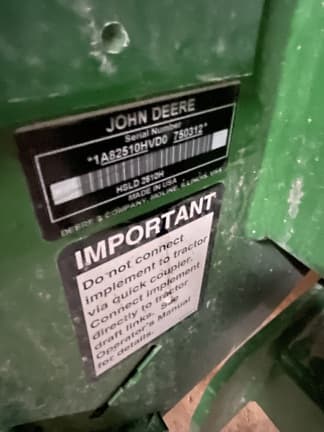 JOHN DEERE
Serial Number
*1A82510HVD0 750312*
HSLD 2510H
MADE IN USA
DEERE & COMPANY, MOLINE, ILLINOIS, USA
IMPORTANT
Do not connect
implement to tractor
via quick coupler.
Connect implement
directly to tractor
draft links. See
Operator's Manual
for details.